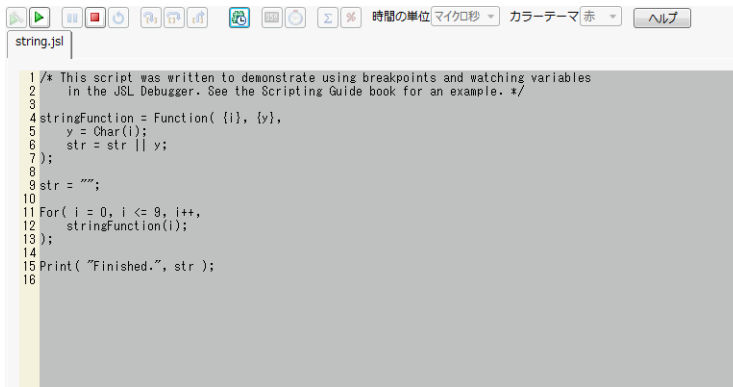 時間の単位 マイクロ秒 カラーテーマ 赤 ヘルプ
string.jsl
1 /* This script was written to demonstrate using breakpoints and watching variables
2 in the JSL Debugger. See the Scripting Guide book for an example. */
3
4 stringFunction = Function( {i}, {y},
5 y = Char(i);
6 str = str || y;
7 );
8
9 str = "";
10
11 For( i = 0, i <= 9, i++,
12 stringFunction(i);
13 );
14
15 Print( "Finished.", str );
16